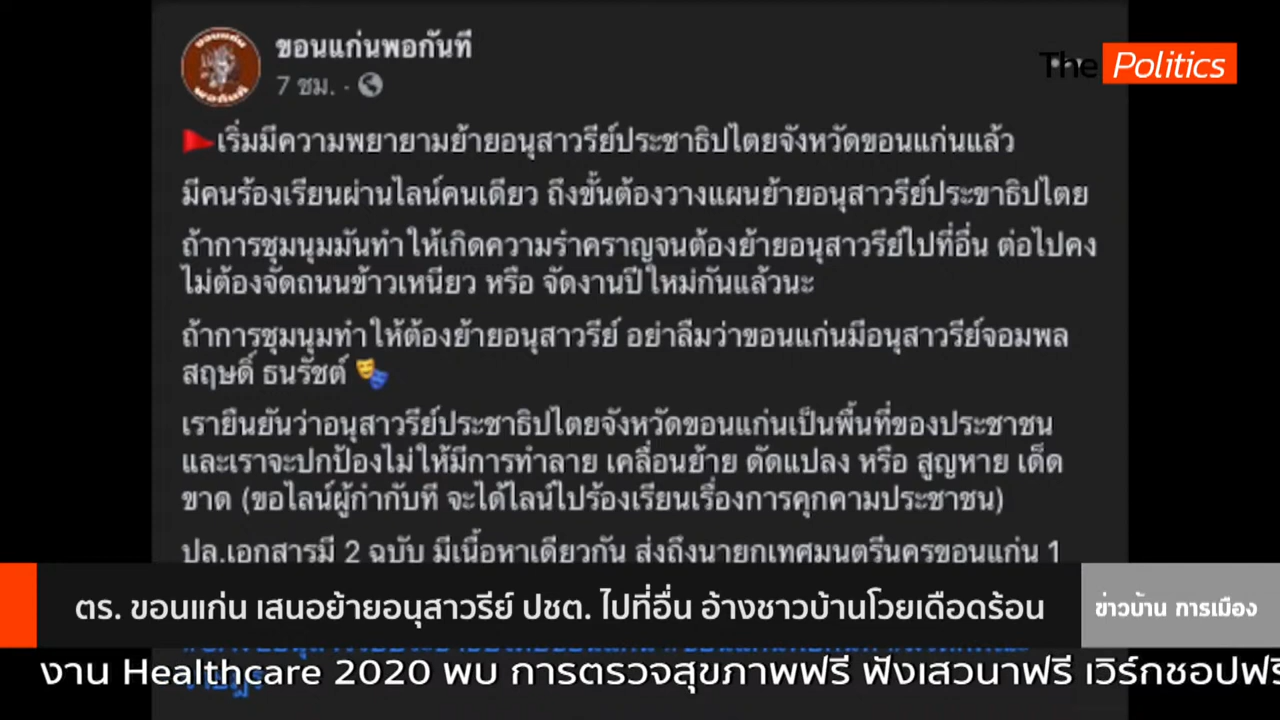 ขอนแก่นพอกันที
7 ชม.
The Politics
เริ่มมีความพยายามย้ายอนุสาวรีย์ประชาธิปไตยจังหวัดขอนแก่นแล้ว
มีคนร้องเรียนผ่านไลน์คนเดียว ถึงขั้นต้องวางแผนย้ายอนุสาวรีย์ประขาธิปไตย
ถ้าการชุมนุมมันทำให้เกิดความรำคราญจนต้องย้ายอนุสาวรีย์ไปที่อื่น ต่อไปคง
ไม่ต้องจัดถนนข้าวเหนียว หรือ จัดงานปีใหม่กันแล้วนะ
ถ้าการชุมนุมทำให้ต้องย้ายอนุสาวรีย์ อย่าลืมว่าขอนแก่นมีอนุสาวรีย์จอมพล
สฤษดิ์ ธนรัชต์
เรายืนยันว่าอนุสาวรีย์ประชาธิปไตยจังหวัดขอนแก่นเป็นพื้นที่ของประชาชน
และเราจะปกป้องไม่ให้มีการทำลาย เคลื่อนย้าย ดัดแปลง หรือ สูญหาย เด็ด
ขาด (ขอไลน์ผู้กำกับที จะได้ไลน์ไปร้องเรียนเรื่องการคุกคามประชาชน)
ปล.เอกสารมี 2 ฉบับ มีเนื้อหาเดียวกัน ส่งถึงนายกเทศมนตรีนครขอนแก่น 1
ตร. ขอนแก่น เสนอย้ายอนุสาวรีย์ ปชต. ไปที่อื่น อ้างชาวบ้านโวยเดือดร้อน
ข่าวบ้าน การเมือง
งาน Healthcare 2020 พบ การตรวจสุขภาพฟรี ฟังเสวนาฟรี เวิร์กชอปฟรี